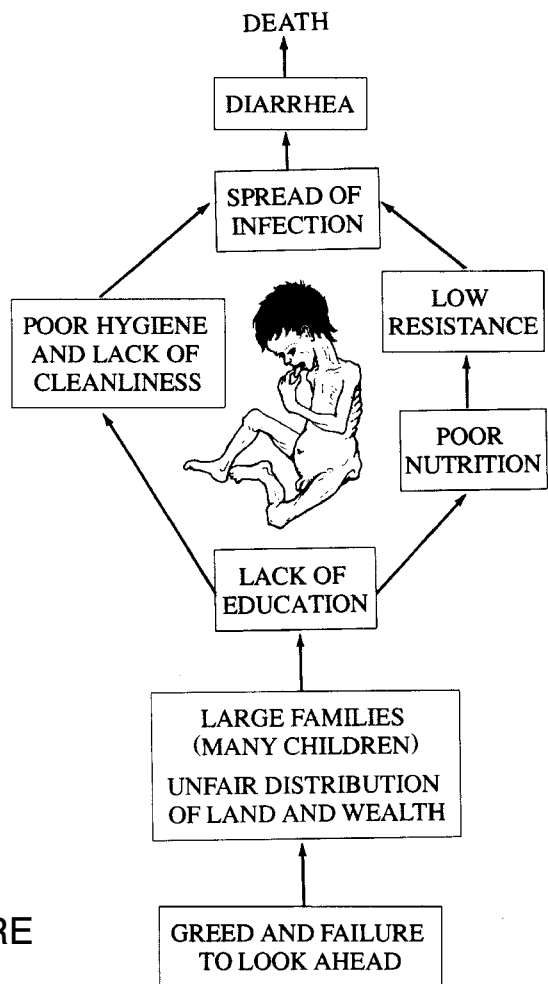 DEATH
DIARRHEA
SPREAD OF
INFECTION
POOR HYGIENE
AND LACK OF
CLEANLINESS
LOW
RESISTANCE
POOR
NUTRITION
LACK OF
EDUCATION
LARGE FAMILIES
(MANY CHILDREN)
UNFAIR DISTRIBUTION
OF LAND AND WEALTH
RE
GREED AND FAILURE
TO LOOK AHEAD